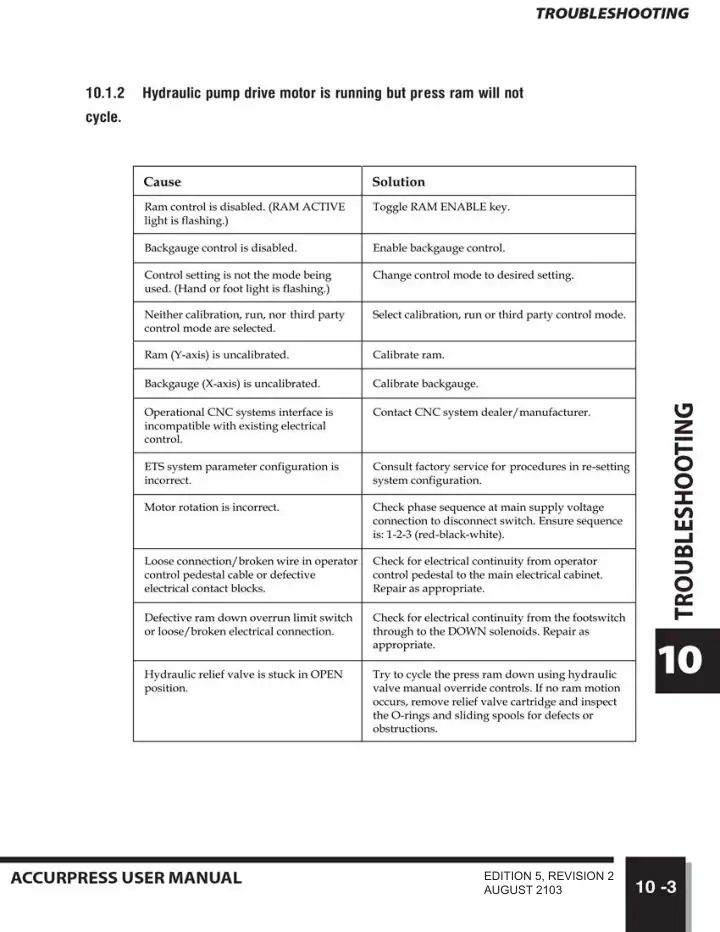 TROUBLESHOOTING
10.1.2 Hydraulic pump drive motor is running but press ram will not
cycle.
Cause Solution
Ram control is disabled. (RAM ACTIVE
light is flashing.)
Toggle RAM ENABLE key.
Backgauge control is disabled.
Enable backgauge control.
Control setting is not the mode being
used. (Hand or foot light is flashing.)
Change control mode to desired setting.
Neither calibration, run, nor third party
control mode are selected.
Select calibration, run or third party control mode.
Ram (Y-axis) is uncalibrated.
Calibrate ram.
Backgauge (X-axis) is uncalibrated.
Calibrate backgauge.
Operational CNC systems interface is
incompatible with existing electrical
control.
Contact CNC system dealer/manufacturer.
ETS system parameter configuration is
incorrect.
Consult factory service for procedures in re-setting
system configuration.
Motor rotation is incorrect.
Check phase sequence at main supply voltage
connection to disconnect switch. Ensure sequence
is: 1-2-3 (red-black-white).
Loose connection/broken wire in operator
control pedestal cable or defective
electrical contact blocks.
Check for electrical continuity from operator
control pedestal to the main electrical cabinet.
Repair as appropriate.
Defective ram down overrun limit switch
or loose/broken electrical connection.
Check for electrical continuity from the footswitch
through to the DOWN solenoids. Repair as
appropriate.
Hydraulic relief valve is stuck in OPEN
position.
Try to cycle the press ram down using hydraulic
valve manual override controls. If no ram motion
occurs, remove relief valve cartridge and inspect
the O-rings and sliding spools for defects or
obstructions.
TROUBLESHOOTING
10
ACCURPRESS USER MANUAL
EDITION 5, REVISION 2
AUGUST 2103
10 -3